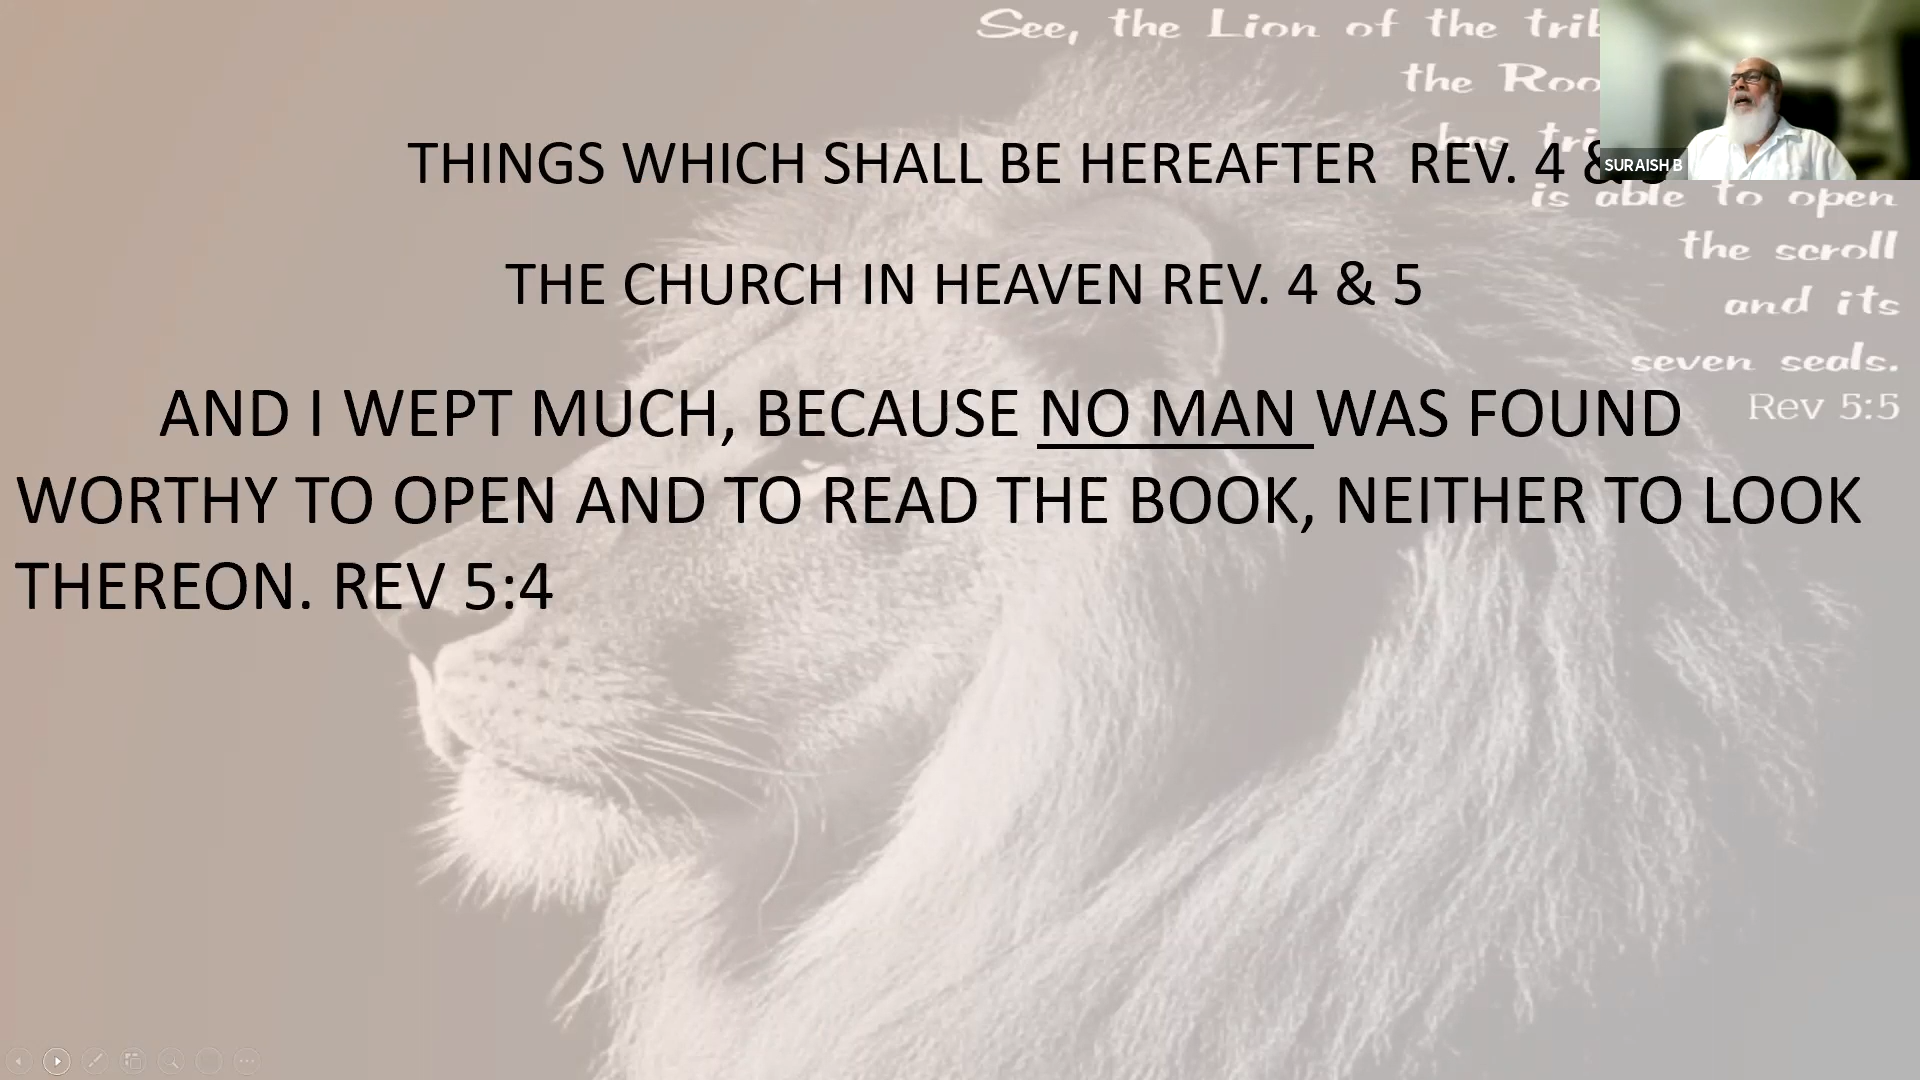 See, the Lion of the
the
has
is able to open
the scroll
and its
seven seals.
Rev 5:5
SURAISH B
THINGS WHICH SHALL BE HEREAFTER REV. 4 &
THE CHURCH IN HEAVEN REV. 4 & 5
AND I WEPT MUCH, BECAUSE NO MAN WAS FOUND
WORTHY TO OPEN AND TO READ THE BOOK, NEITHER TO LOOK
THEREON. REV 5:4